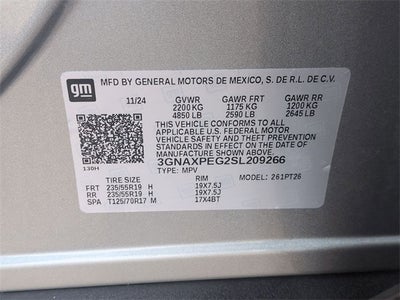 gm
MFD BY GENERAL MOTORS DE MEXICO, S. DE R.L. DE C.V.
11/24 GVWR GAWR FRT GAWR RR
2200 KG 1175 KG 1200 KG
4850 LB 2590 LB 2645 LB
THIS VEHICLE CONFORMS TO ALL
APPLICABLE U.S. FEDERAL MOTOR
VEHICLE SAFETY AND THEFT PREVENTION
STANDARDS IN EFFECT ON THE DATE OF
MANUFACTURE SHOWN ABOVE.
3GNAXPEG2SL209266
130H TYPE: MPV MODEL: 261PT26
TIRE SIZE RIM
FRT 235/55R19 H 19X7.5J
RR 235/55R19 H 19X7.5J
SPA T125/70R17 M 17X4BT